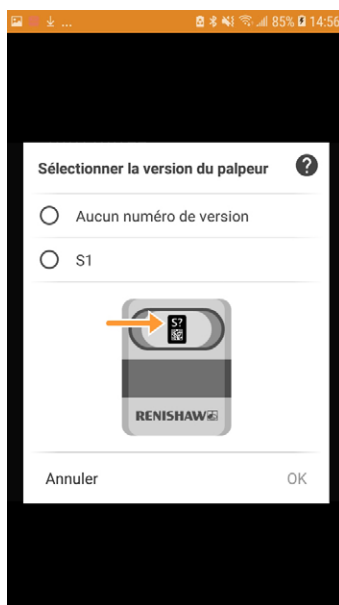 ... 85% 14:56
Sélectionner la version du palpeur ?
Aucun numéro de version
S1
S?
RENISHAW
Annuler OK